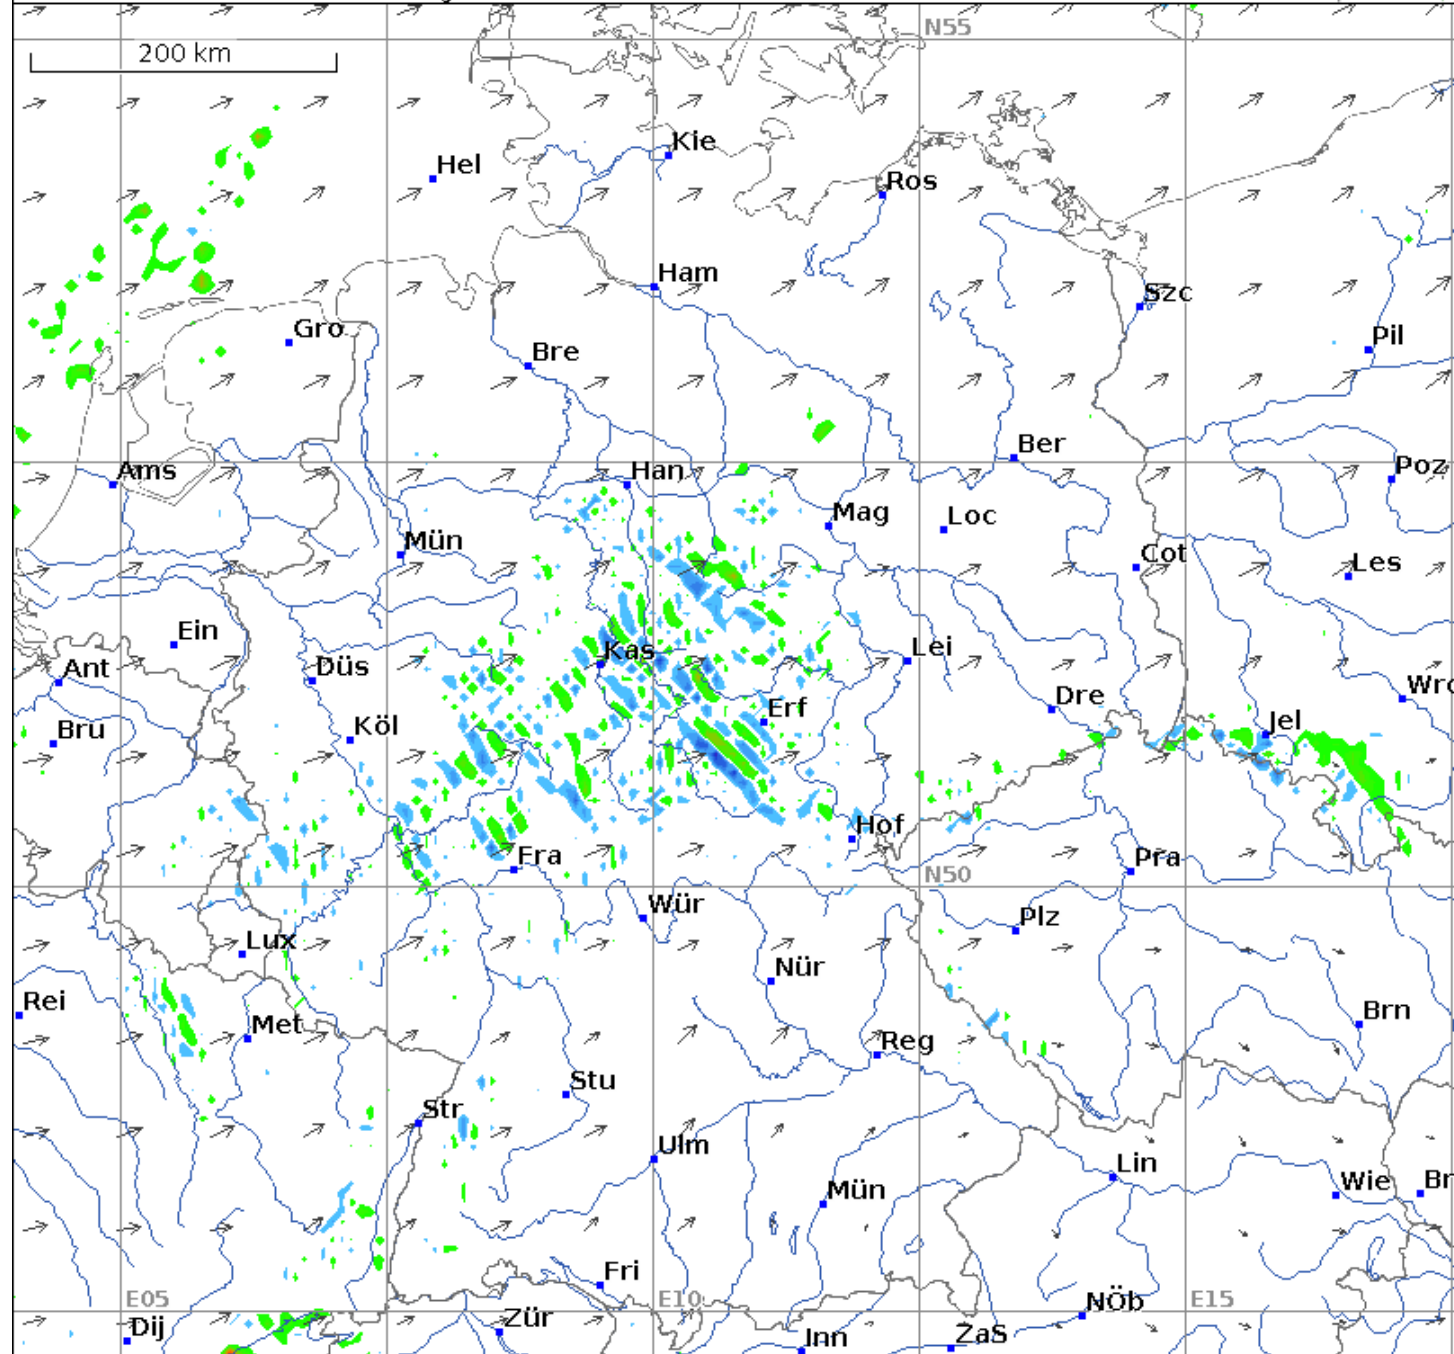 N55
200 km
Kie
Hel
Ros
Ham
Szc
Gro
Pil
Bre
Ber
Ams
Han
Poz
Mag
Loc
Mün
Cot
Les
Ein
Kas
Lei
Ant
Düs
Wro
Dre
Erf
Bru
Köl
Jel
Hof
Fra
Pra
N50
Wür
Plz
Lux
Nür
Rei
Met
Brn
Reg
Stu
Str
Ulm
Lin
Mün
Wie
Br
Fri
E05
E10
E15
NÖb
Dij
Zür
Inn
ZaS